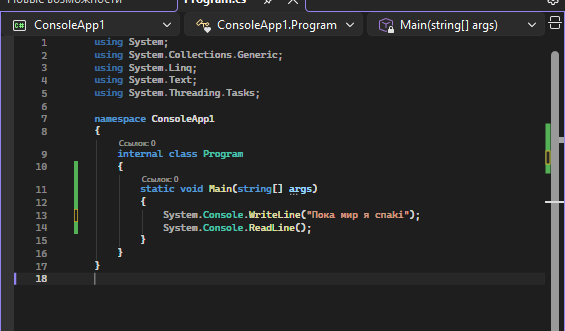 Новые возможности Program.cs
C# ConsoleApp1 ConsoleApp1.Program Main(string[] args)
1 using System;
2 using System.Collections.Generic;
3 using System.Linq;
4 using System.Text;
5 using System.Threading.Tasks;
6
7 namespace ConsoleApp1
8 {
Ссылок: 0
9 internal class Program
10 {
Ссылок: 0
11 static void Main(string[] args)
12 {
13 System.Console.WriteLine("Пока мир я спакі");
14 System.Console.ReadLine();
15 }
16 }
17 }
18